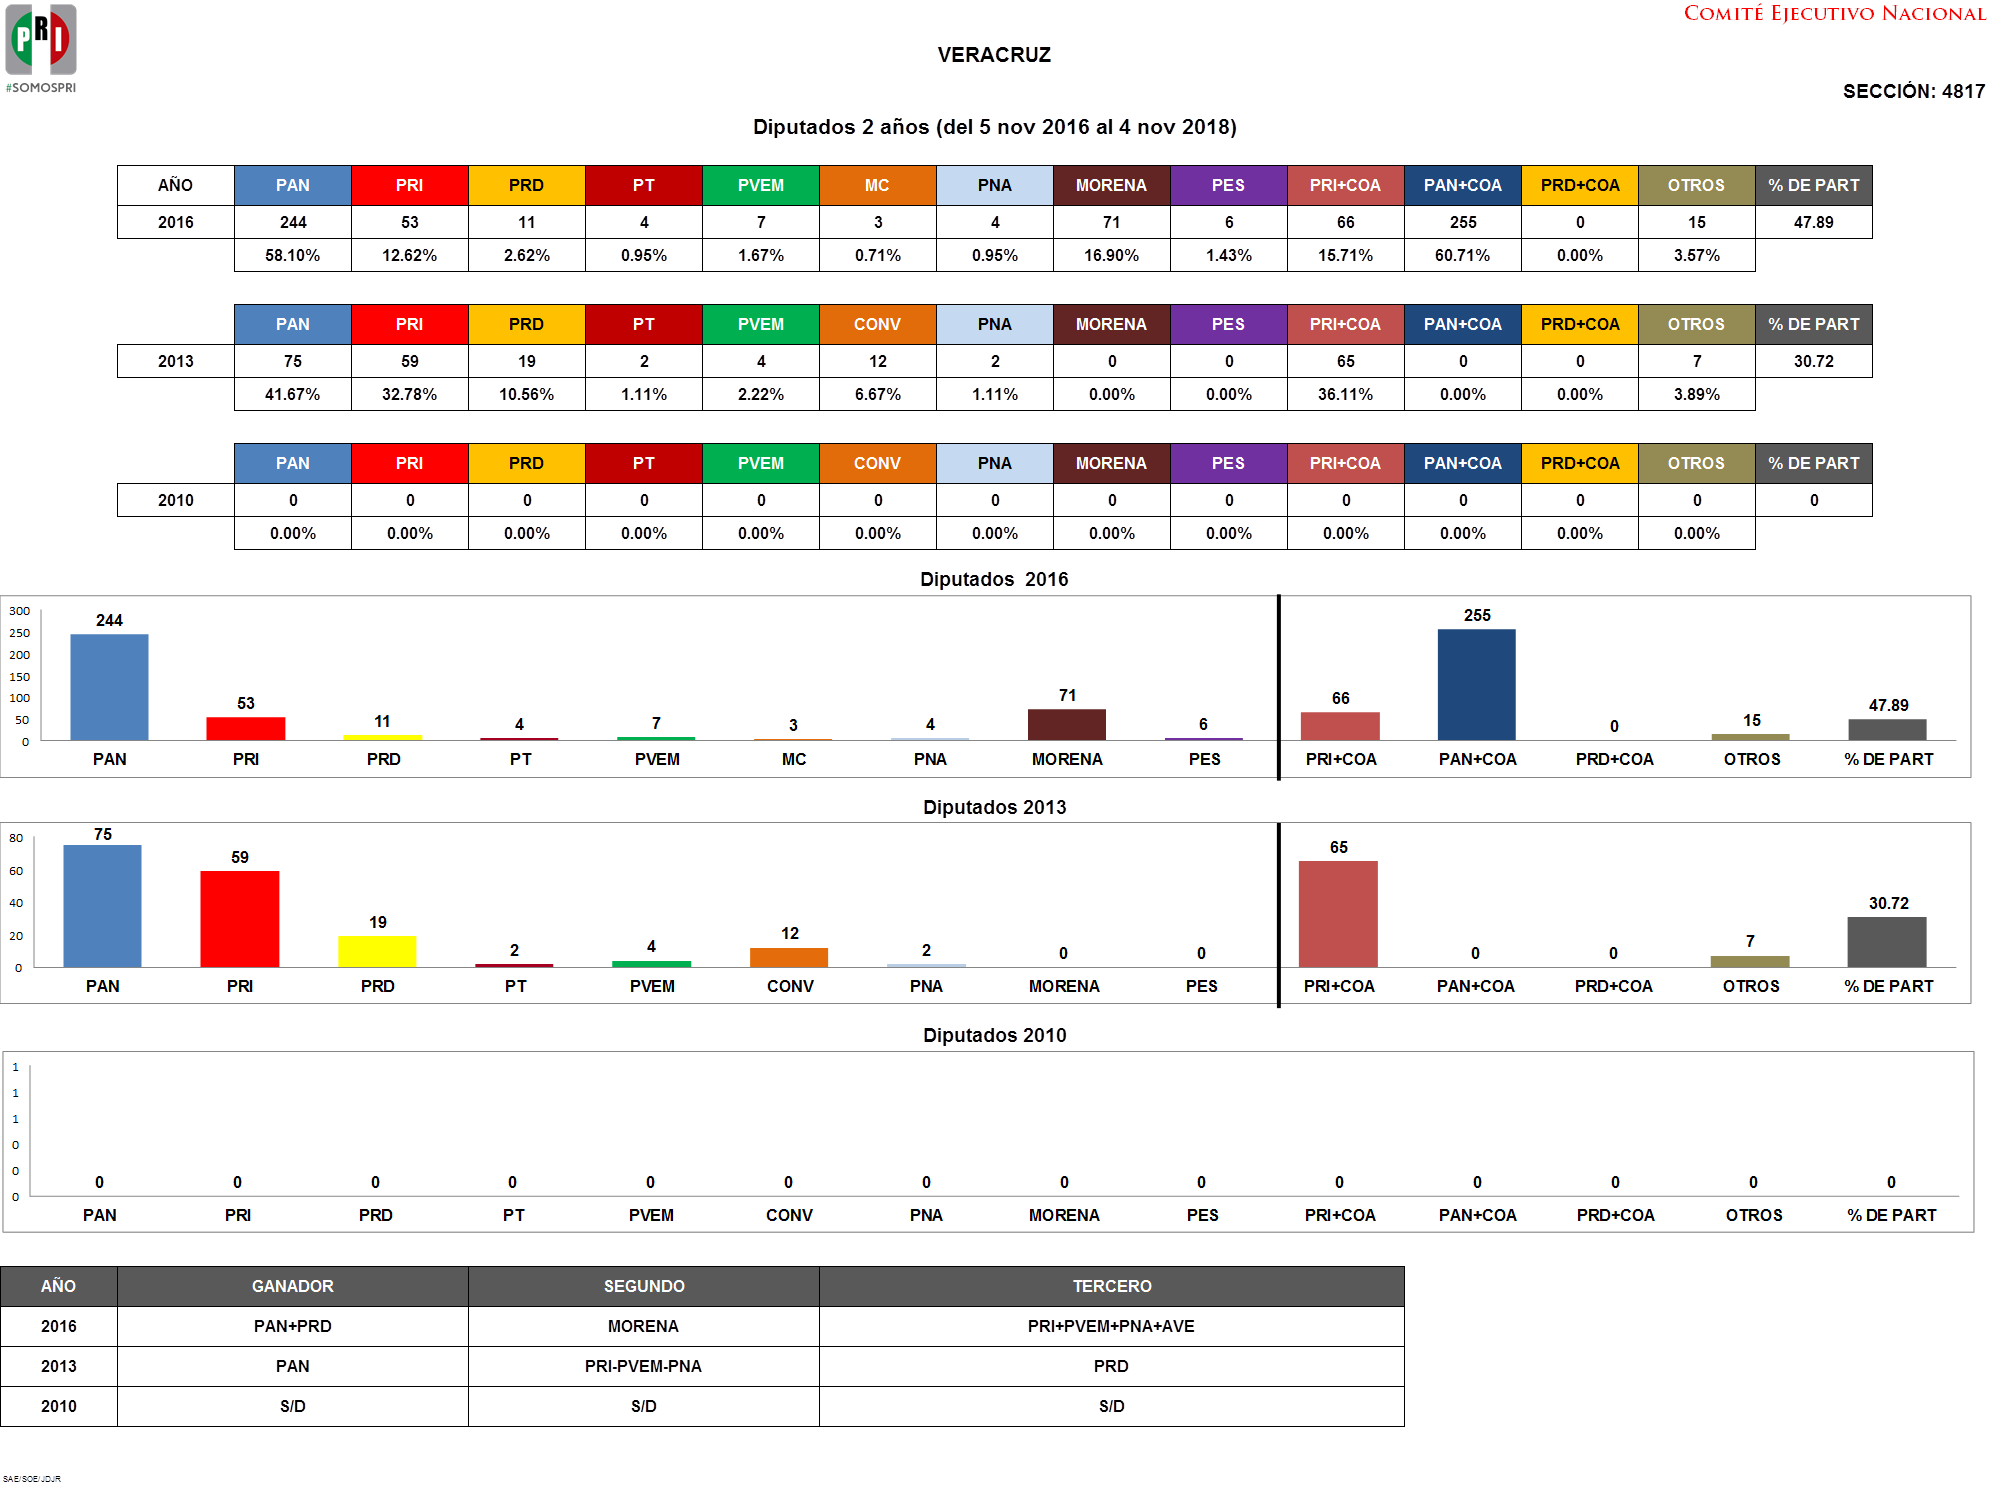 PRI
#SOMOSPRI
COMITÉ EJECUTIVO NACIONAL
VERACRUZ
SECCIÓN: 4817
Diputados 2 años (del 5 nov 2016 al 4 nov 2018)
AÑO PAN PRI PRD PT PVEM MC PNA MORENA PES PRI+COA PAN+COA PRD+COA OTROS % DE PART
2016 244 53 11 4 7 3 4 71 6 66 255 0 15 47.89
58.10% 12.62% 2.62% 0.95% 1.67% 0.71% 0.95% 16.90% 1.43% 15.71% 60.71% 0.00% 3.57%
PAN PRI PRD PT PVEM CONV PNA MORENA PES PRI+COA PAN+COA PRD+COA OTROS % DE PART
2013 75 59 19 2 4 12 2 0 0 65 0 0 7 30.72
41.67% 32.78% 10.56% 1.11% 2.22% 6.67% 1.11% 0.00% 0.00% 36.11% 0.00% 0.00% 3.89%
PAN PRI PRD PT PVEM CONV PNA MORENA PES PRI+COA PAN+COA PRD+COA OTROS % DE PART
2010 0 0 0 0 0 0 0 0 0 0 0 0 0 0
0.00% 0.00% 0.00% 0.00% 0.00% 0.00% 0.00% 0.00% 0.00% 0.00% 0.00% 0.00% 0.00%
Diputados 2016
300
250
200
150
100
50
0
244 53 11 4 7 3 4 71 6 66 255 0 15 47.89
PAN PRI PRD PT PVEM MC PNA MORENA PES PRI+COA PAN+COA PRD+COA OTROS % DE PART
Diputados 2013
80
60
40
20
0
75 59 19 2 4 12 2 0 0 65 0 0 7 30.72
PAN PRI PRD PT PVEM CONV PNA MORENA PES PRI+COA PAN+COA PRD+COA OTROS % DE PART
Diputados 2010
1
1
1
0
0
0
0 0 0 0 0 0 0 0 0 0 0 0 0 0
PAN PRI PRD PT PVEM CONV PNA MORENA PES PRI+COA PAN+COA PRD+COA OTROS % DE PART
AÑO GANADOR SEGUNDO TERCERO
2016 PAN+PRD MORENA PRI+PVEM+PNA+AVE
2013 PAN PRI-PVEM-PNA PRD
2010 S/D S/D S/D
SAE/SOE/JDJR